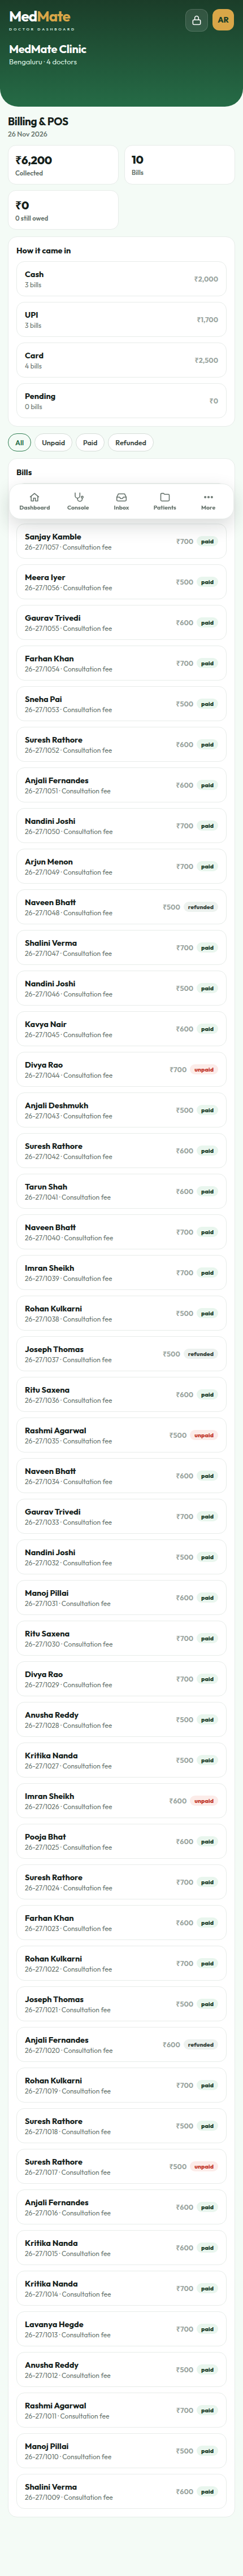 MedMate
DOCTOR DASHBOARD
AR
MedMate Clinic
Bengaluru · 4 doctors
Billing & POS
26 Nov 2026
₹6,200
Collected
10
Bills
₹0
0 still owed
How it came in
Cash
3 bills
₹2,000
UPI
3 bills
₹1,700
Card
4 bills
₹2,500
Pending
0 bills
₹0
All
Unpaid
Paid
Refunded
Bills
Dashboard
Console
Inbox
Patients
More
Sanjay Kamble
26-27/1057 · Consultation fee
₹700 paid
Meera Iyer
26-27/1056 · Consultation fee
₹500 paid
Gaurav Trivedi
26-27/1055 · Consultation fee
₹600 paid
Farhan Khan
26-27/1054 · Consultation fee
₹700 paid
Sneha Pai
26-27/1053 · Consultation fee
₹500 paid
Suresh Rathore
26-27/1052 · Consultation fee
₹600 paid
Anjali Fernandes
26-27/1051 · Consultation fee
₹600 paid
Nandini Joshi
26-27/1050 · Consultation fee
₹700 paid
Arjun Menon
26-27/1049 · Consultation fee
₹700 paid
Naveen Bhatt
26-27/1048 · Consultation fee
₹500 refunded
Shalini Verma
26-27/1047 · Consultation fee
₹700 paid
Nandini Joshi
26-27/1046 · Consultation fee
₹500 paid
Kavya Nair
26-27/1045 · Consultation fee
₹600 paid
Divya Rao
26-27/1044 · Consultation fee
₹700 unpaid
Anjali Deshmukh
26-27/1043 · Consultation fee
₹500 paid
Suresh Rathore
26-27/1042 · Consultation fee
₹600 paid
Tarun Shah
26-27/1041 · Consultation fee
₹600 paid
Naveen Bhatt
26-27/1040 · Consultation fee
₹700 paid
Imran Sheikh
26-27/1039 · Consultation fee
₹700 paid
Rohan Kulkarni
26-27/1038 · Consultation fee
₹500 paid
Joseph Thomas
26-27/1037 · Consultation fee
₹500 refunded
Ritu Saxena
26-27/1036 · Consultation fee
₹600 paid
Rashmi Agarwal
26-27/1035 · Consultation fee
₹500 unpaid
Naveen Bhatt
26-27/1034 · Consultation fee
₹600 paid
Gaurav Trivedi
26-27/1033 · Consultation fee
₹700 paid
Nandini Joshi
26-27/1032 · Consultation fee
₹500 paid
Manoj Pillai
26-27/1031 · Consultation fee
₹600 paid
Ritu Saxena
26-27/1030 · Consultation fee
₹700 paid
Divya Rao
26-27/1029 · Consultation fee
₹700 paid
Anusha Reddy
26-27/1028 · Consultation fee
₹500 paid
Kritika Nanda
26-27/1027 · Consultation fee
₹500 paid
Imran Sheikh
26-27/1026 · Consultation fee
₹600 unpaid
Pooja Bhat
26-27/1025 · Consultation fee
₹600 paid
Suresh Rathore
26-27/1024 · Consultation fee
₹700 paid
Farhan Khan
26-27/1023 · Consultation fee
₹600 paid
Rohan Kulkarni
26-27/1022 · Consultation fee
₹700 paid
Joseph Thomas
26-27/1021 · Consultation fee
₹500 paid
Anjali Fernandes
26-27/1020 · Consultation fee
₹600 refunded
Rohan Kulkarni
26-27/1019 · Consultation fee
₹700 paid
Suresh Rathore
26-27/1018 · Consultation fee
₹500 paid
Suresh Rathore
26-27/1017 · Consultation fee
₹500 unpaid
Anjali Fernandes
26-27/1016 · Consultation fee
₹600 paid
Kritika Nanda
26-27/1015 · Consultation fee
₹600 paid
Kritika Nanda
26-27/1014 · Consultation fee
₹700 paid
Lavanya Hegde
26-27/1013 · Consultation fee
₹700 paid
Anusha Reddy
26-27/1012 · Consultation fee
₹500 paid
Rashmi Agarwal
26-27/1011 · Consultation fee
₹700 paid
Manoj Pillai
26-27/1010 · Consultation fee
₹500 paid
Shalini Verma
26-27/1009 · Consultation fee
₹600 paid